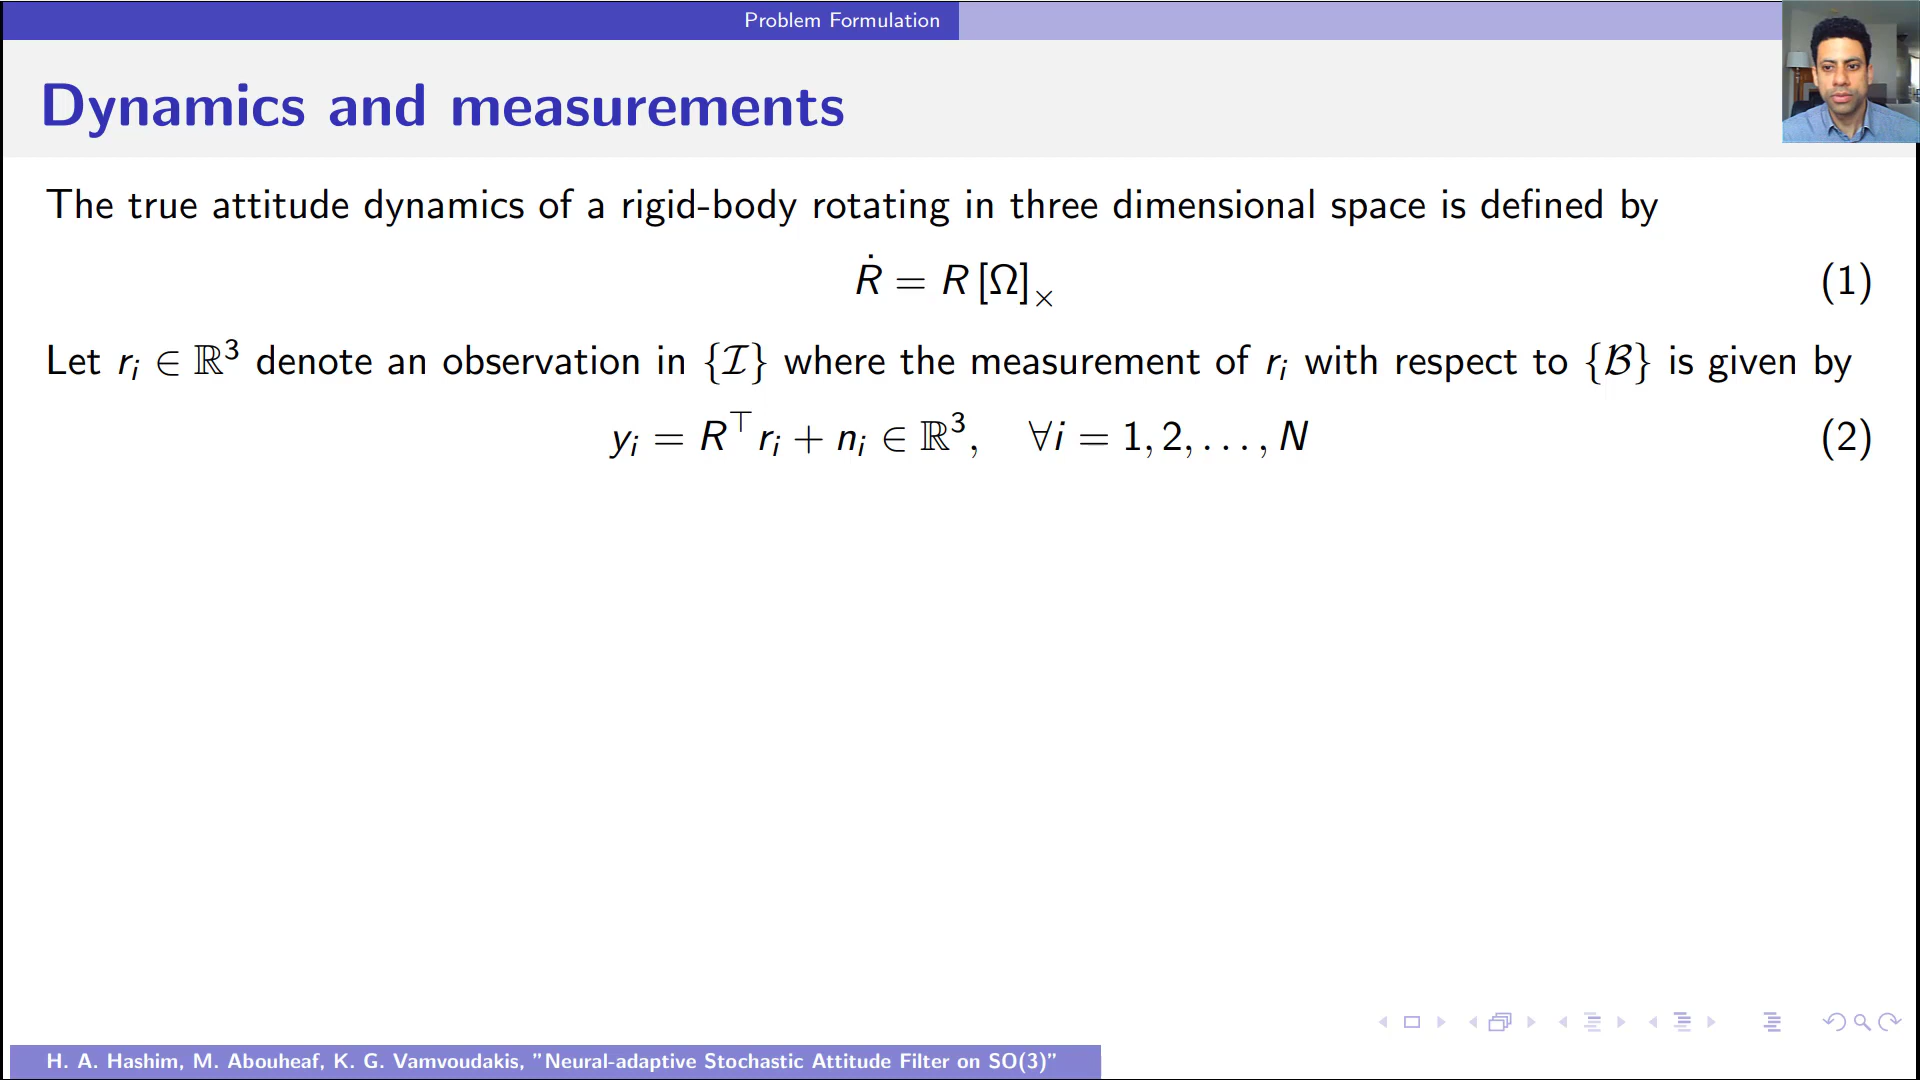 Problem Formulation
Dynamics and measurements
The true attitude dynamics of a rigid-body rotating in three dimensional space is defined by
Ṙ = R [Ω]× (1)
Let rᵢ ∈ ℝ³ denote an observation in {ℐ} where the measurement of rᵢ with respect to {ℬ} is given by
yᵢ = R⊤rᵢ + nᵢ ∈ ℝ³, ∀i = 1, 2, . . . , N (2)
H. A. Hashim, M. Abouheaf, K. G. Vamvoudakis, ”Neural-adaptive Stochastic Attitude Filter on SO(3)”